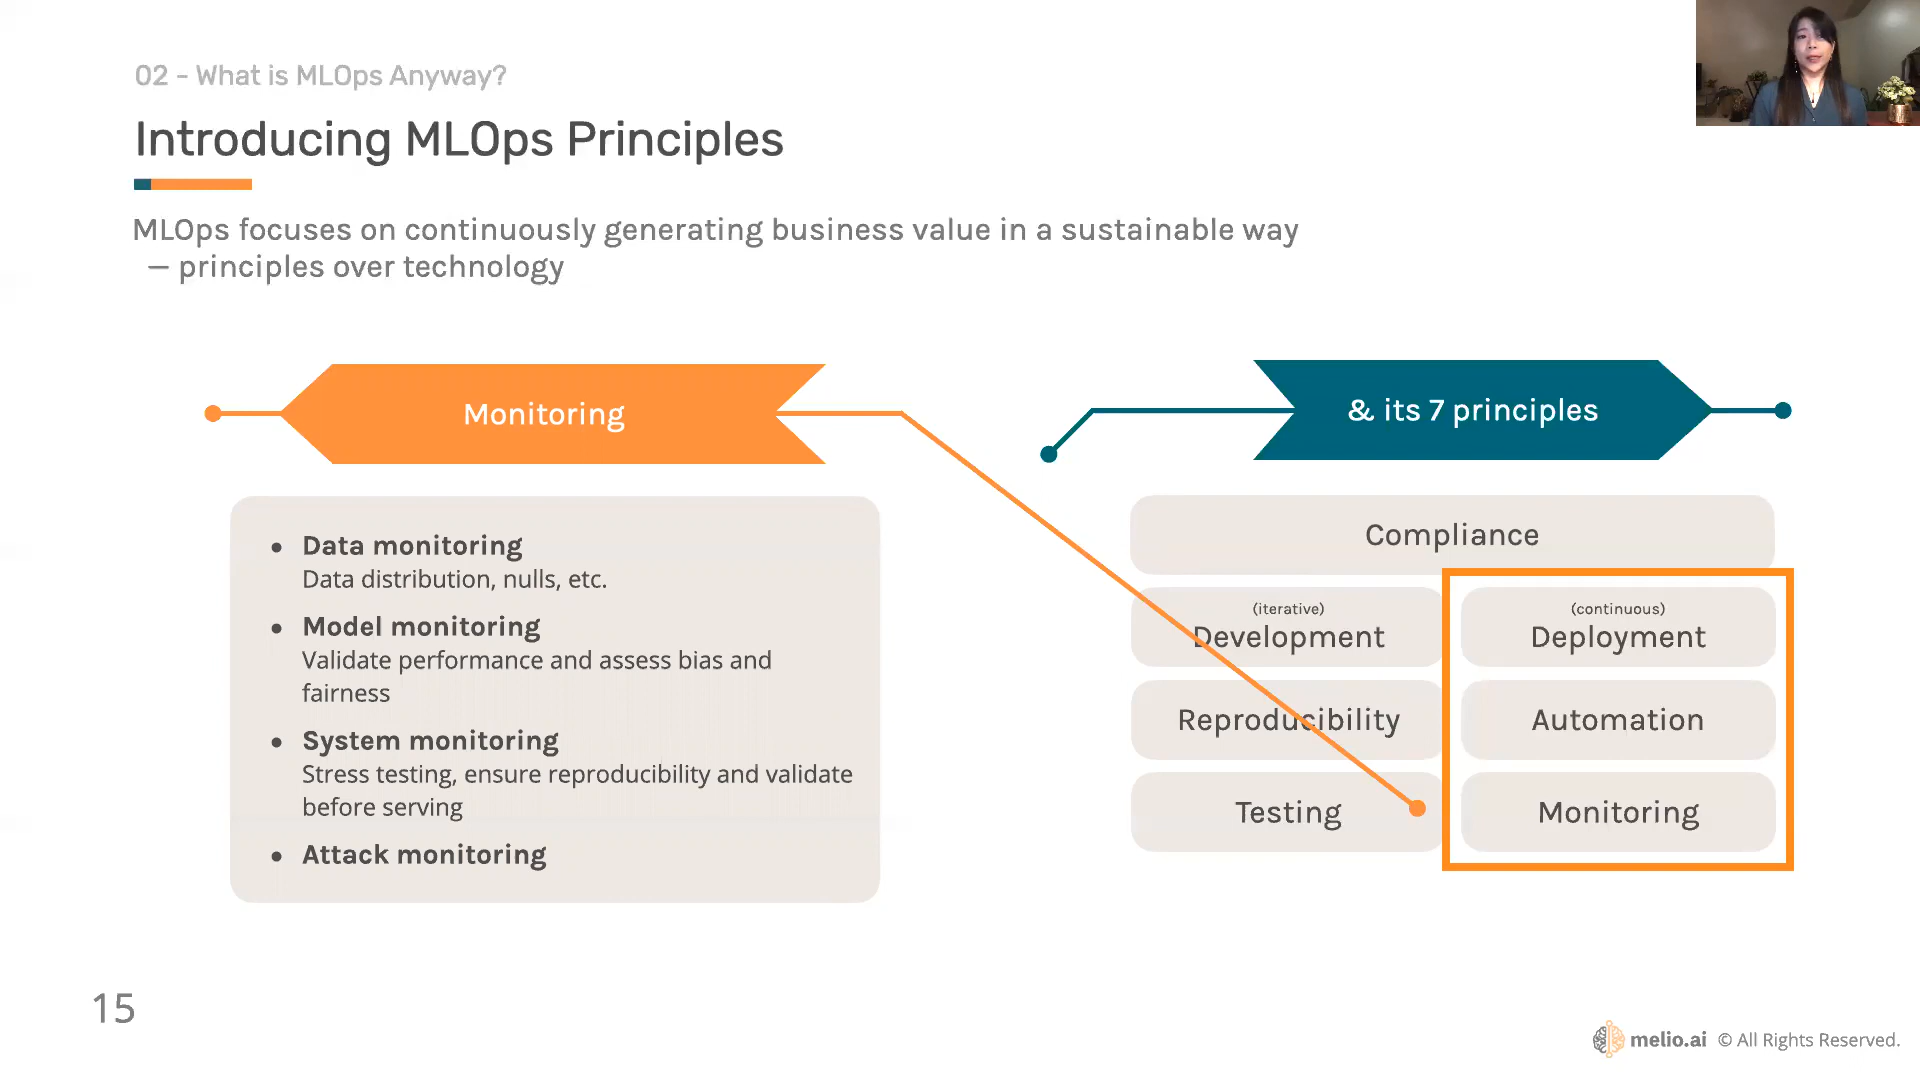 02 - What is MLOps Anyway?
Introducing MLOps Principles
MLOps focuses on continuously generating business value in a sustainable way
— principles over technology
Monitoring
• Data monitoring
Data distribution, nulls, etc.
• Model monitoring
Validate performance and assess bias and
fairness
• System monitoring
Stress testing, ensure reproducibility and validate
before serving
• Attack monitoring
& its 7 principles
Compliance
(iterative)
Development
(continuous)
Deployment
Reproducibility
Automation
Testing
Monitoring
15
melio.ai © All Rights Reserved.